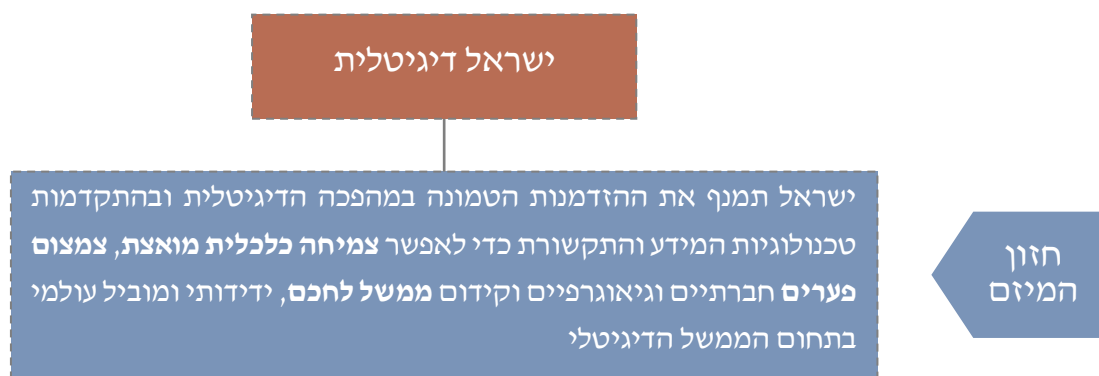 ישראל דיגיטלית
ישראל תמנף את ההזדמנות הטמונה במהפכה הדיגיטלית ובהתקדמות
טכנולוגיות המידע והתקשורת כדי לאפשר צמיחה כלכלית מואצת, צמצום
פערים חברתיים וגיאוגרפיים וקידום ממשל לחכם, ידידותי ומוביל עולמי
בתחום הממשל הדיגיטלי
חזון
המיזם